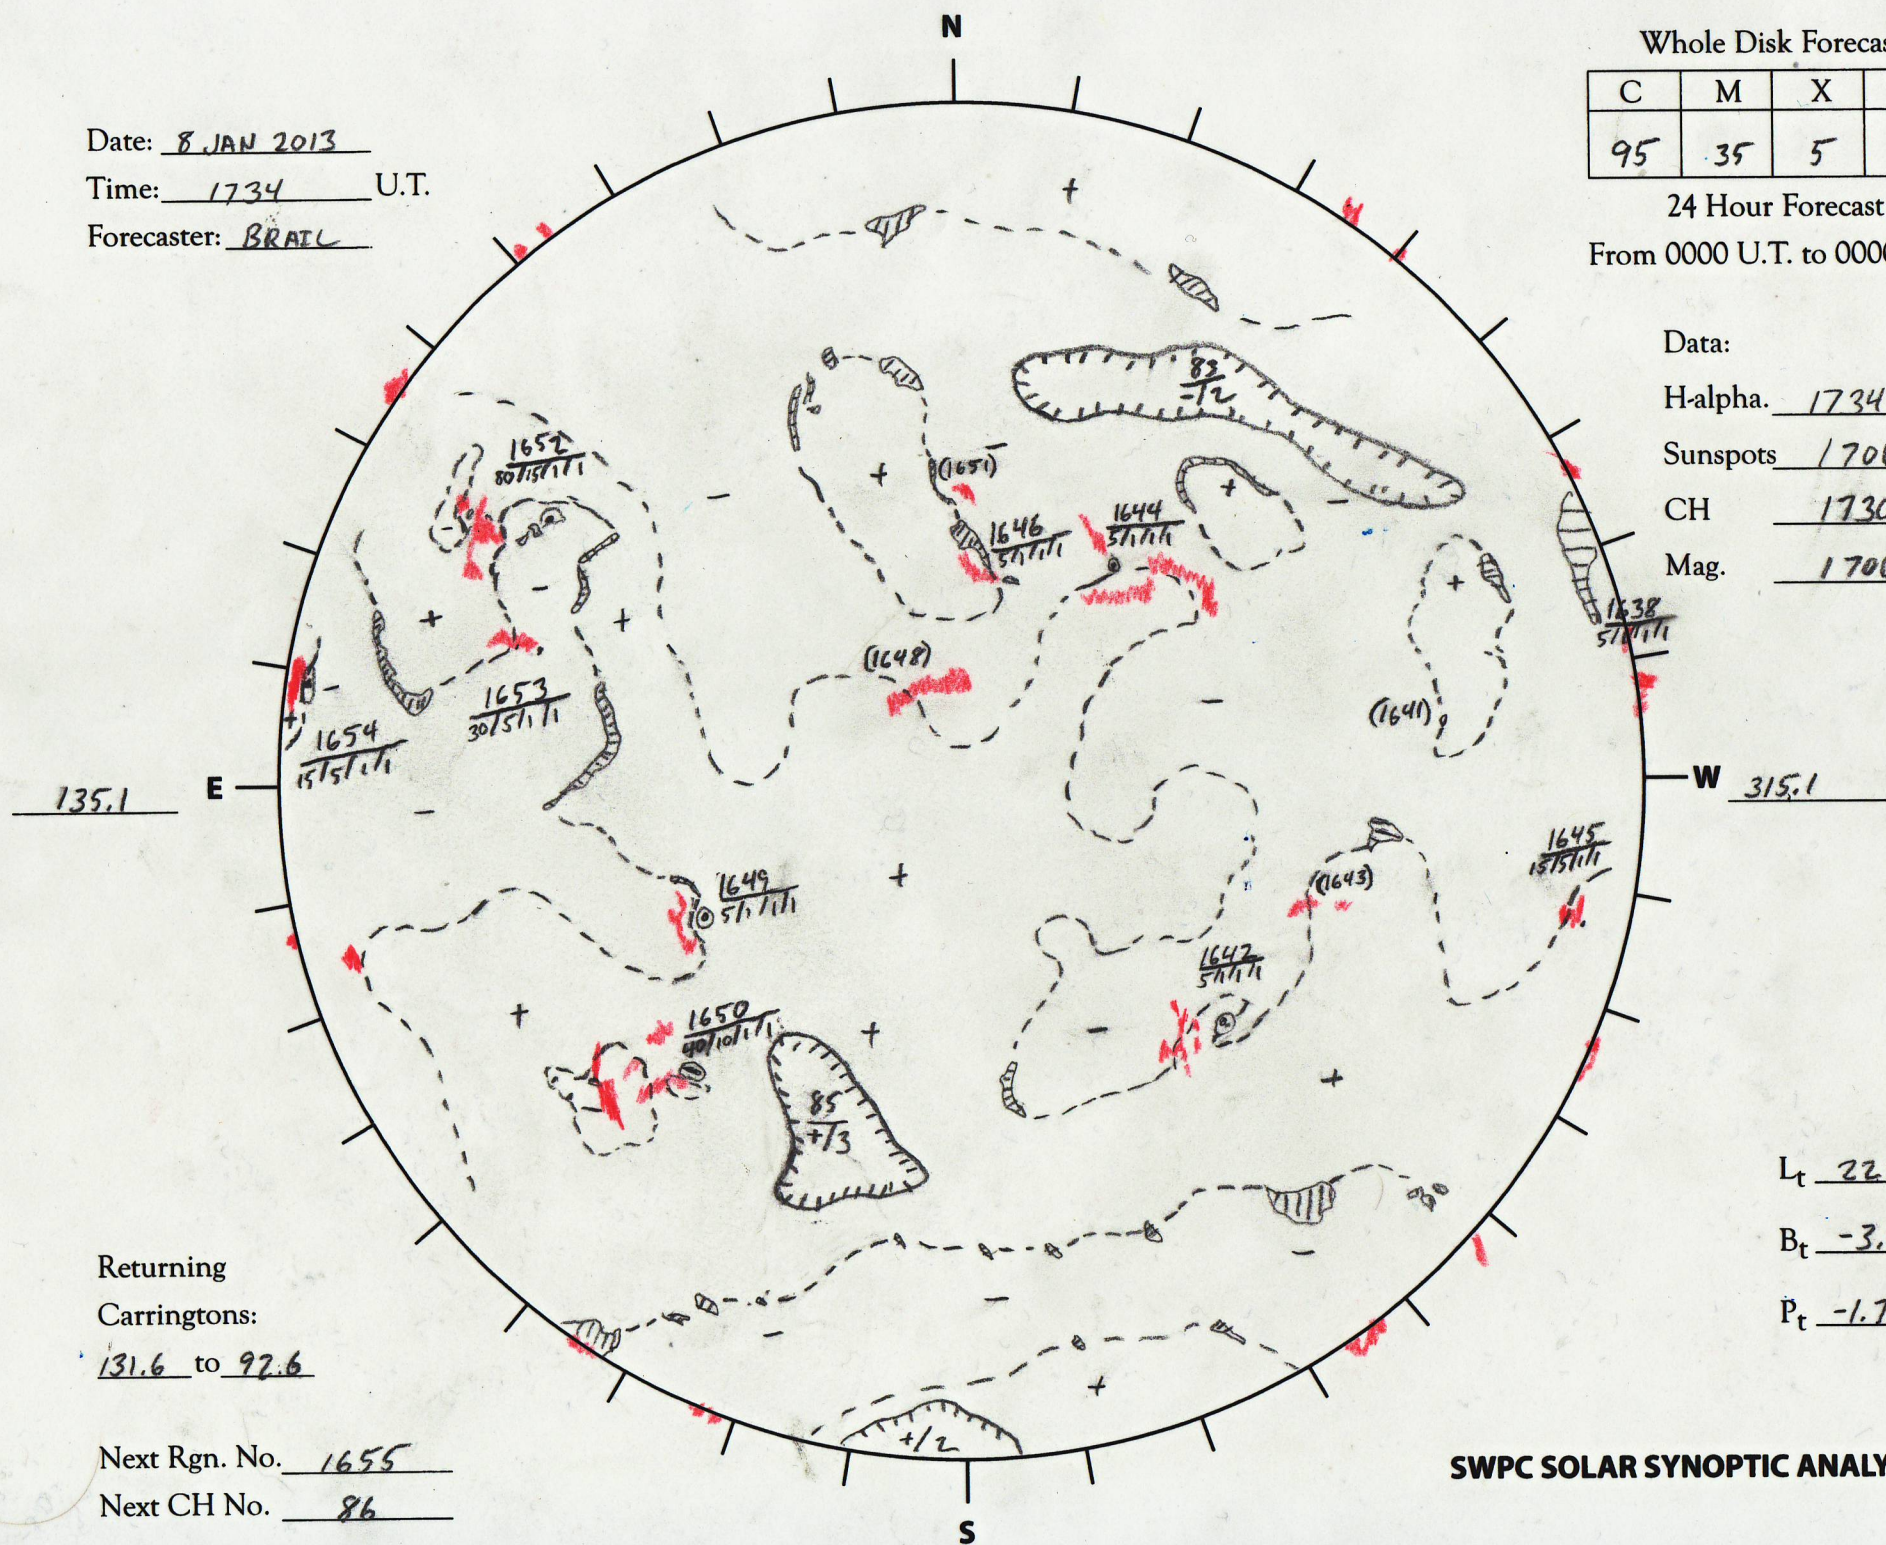 N
Whole Disk Forecas
C M X
95 35 5
24 Hour Forecast
From 0000 U.T. to 000
Date: 8 JAN 2013
Time: 1734 U.T.
Forecaster: BRAIL
Data:
H-alpha. 1734
Sunspots 170
CH 1730
Mag. 170
+
83
-/2
1652
80/15/1/1
(1651)
1646
5/1/1/1
1644
5/1/1/1
1638
5/1/1/1
(1648)
1653
30/5/1/1
1654
15/5/1/1
(1641)
E
135.1
W
315.1
1645
15/5/1/1
(1643)
1649
5/1/1/1
1642
5/1/1/1
1650
40/10/1/1
85
+/3
Lt 22
Bt -3.
Pt -1.7
Returning
Carringtons:
131.6 to 92.6
+/2
Next Rgn. No. 1655
Next CH No. 86
SWPC SOLAR SYNOPTIC ANALY
S